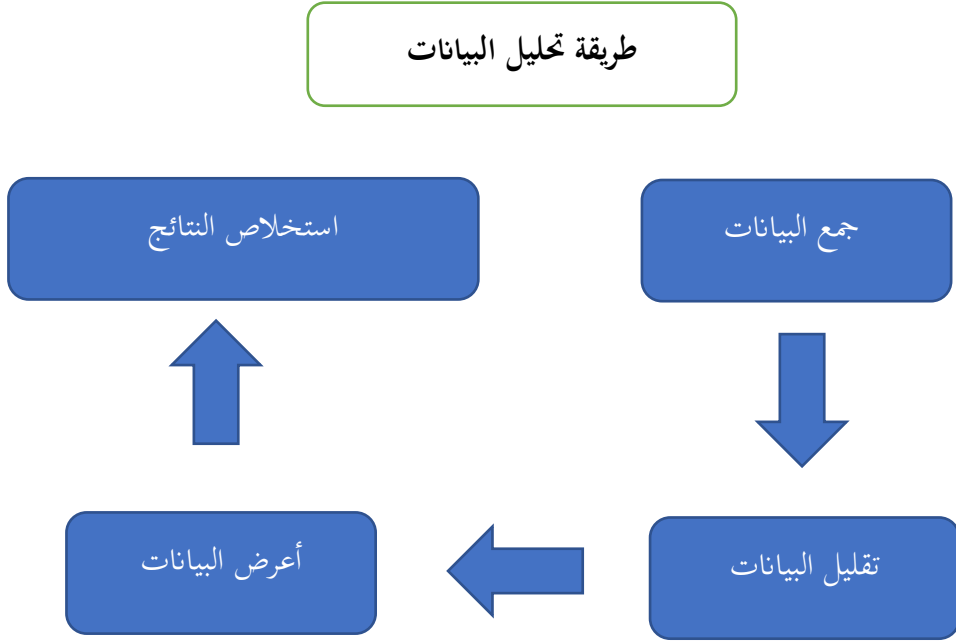 طريقة تحليل البيانات
جمع البيانات
استخلاص النتائج
تقليل البيانات
أعرض البيانات